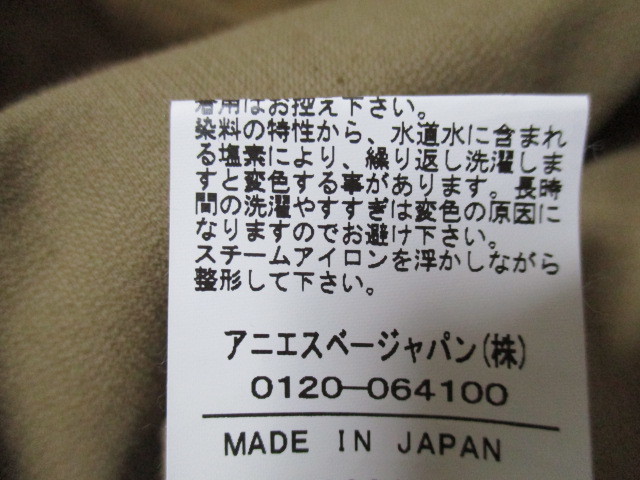 着用はお控え下さい。
染料の特性から、水道水に含まれ
る塩素により、繰り返し洗濯しま
すと変色する事があります。長時
間の洗濯やすすぎは変色の原因に
なりますのでお避け下さい。
スチームアイロンを浮かしながら
整形して下さい。
アニエスベージャパン(株)
0120-064100
MADE IN JAPAN